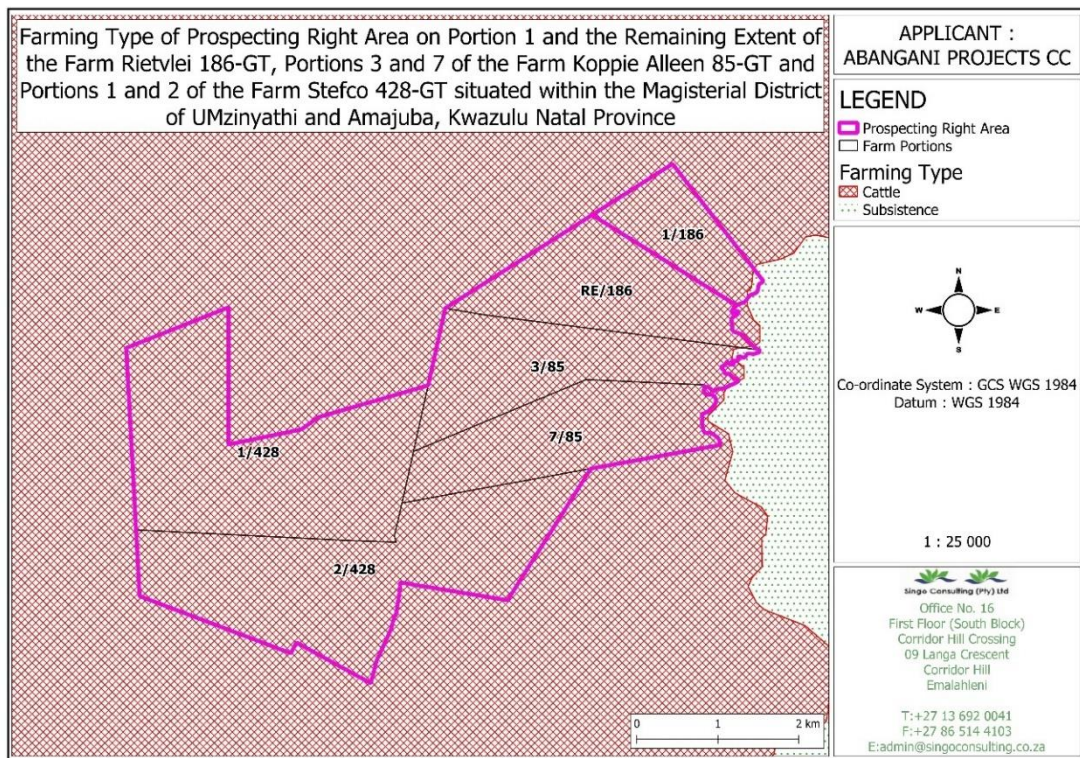 Farming Type of Prospecting Right Area on Portion 1 and the Remaining Extent of
the Farm Rietvlei 186-GT, Portions 3 and 7 of the Farm Koppie Alleen 85-GT and
Portions 1 and 2 of the Farm Stefco 428-GT situated within the Magisterial District
of UMzinyathi and Amajuba, Kwazulu Natal Province
1/186
RE/186
3/85
7/85
1/428
2/428
0 1 2 km
APPLICANT :
ABANGANI PROJECTS CC
LEGEND
Prospecting Right Area
Farm Portions
Farming Type
Cattle
Subsistence
N
W E
S
Co-ordinate System : GCS WGS 1984
Datum : WGS 1984
1 : 25 000
Singo Consulting (Pty) Ltd
Office No. 16
First Floor (South Block)
Corridor Hill Crossing
09 Langa Crescent
Corridor Hill
Emalahleni
T:+27 13 692 0041
F:+27 86 514 4103
E:admin@singoconsulting.co.za